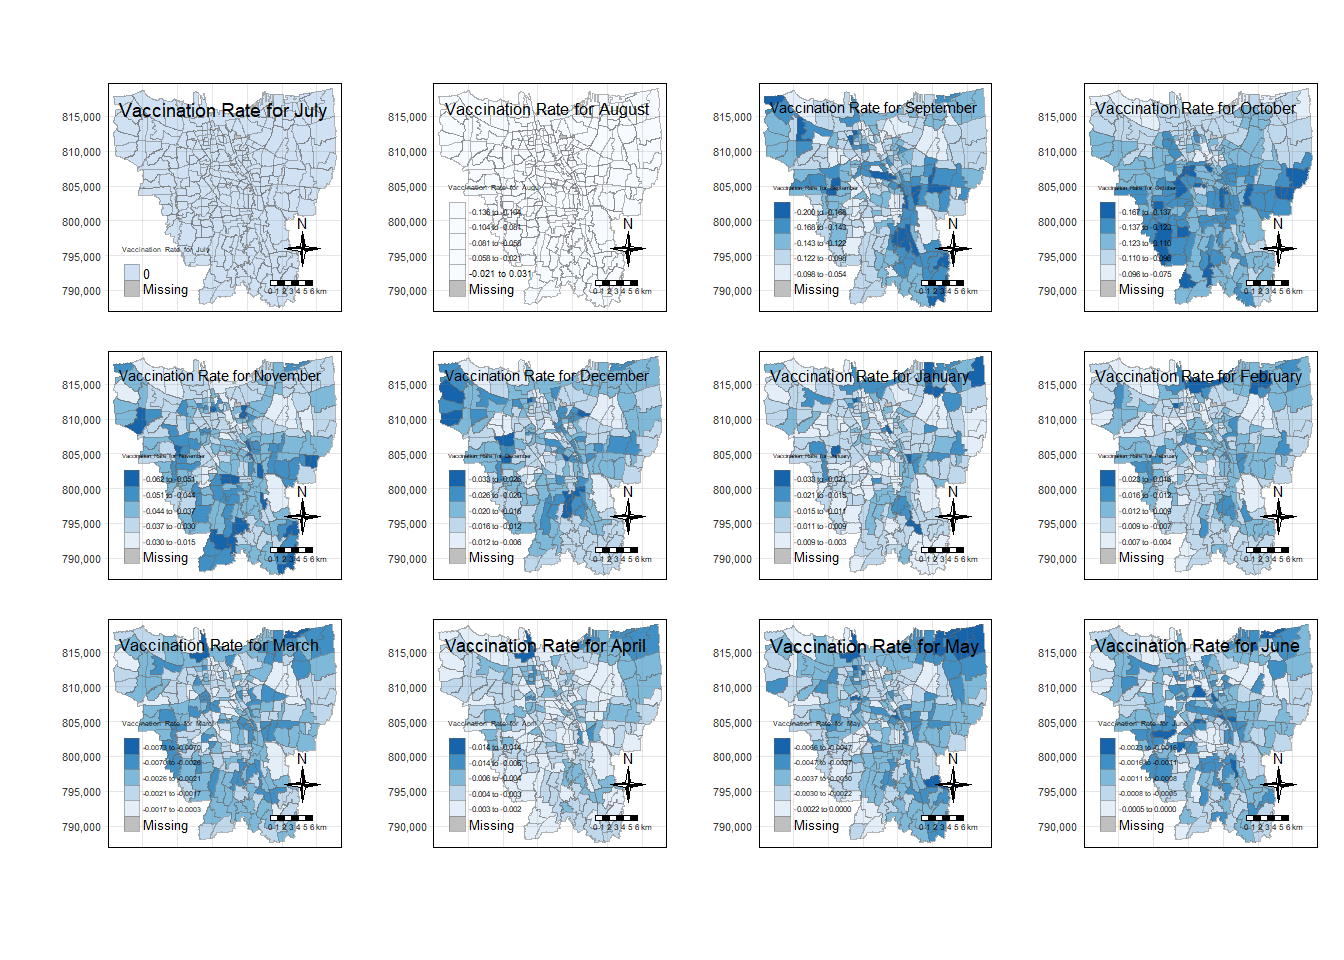 Vaccination Rate for July
815,000
810,000
805,000
800,000
795,000
790,000
Vaccination Rate for July
0
Missing
N
0 1 2 3 4 5 6 km
Vaccination Rate for August
815,000
810,000
805,000
800,000
795,000
790,000
Vaccination Rate for August
-0.136 to -0.104
-0.104 to -0.081
-0.081 to -0.058
-0.058 to -0.021
-0.021 to 0.031
Missing
N
0 1 2 3 4 5 6 km
Vaccination Rate for September
815,000
810,000
805,000
800,000
795,000
790,000
Vaccination Rate for September
-0.200 to -0.168
-0.168 to -0.143
-0.143 to -0.122
-0.122 to -0.098
-0.098 to -0.054
Missing
N
0 1 2 3 4 5 6 km
Vaccination Rate for October
815,000
810,000
805,000
800,000
795,000
790,000
Vaccination Rate for October
-0.167 to -0.137
-0.137 to -0.123
-0.123 to -0.110
-0.110 to -0.096
-0.096 to -0.075
Missing
N
0 1 2 3 4 5 6 km
Vaccination Rate for November
815,000
810,000
805,000
800,000
795,000
790,000
Vaccination Rate for November
-0.062 to -0.051
-0.051 to -0.044
-0.044 to -0.037
-0.037 to -0.030
-0.030 to -0.015
Missing
N
0 1 2 3 4 5 6 km
Vaccination Rate for December
815,000
810,000
805,000
800,000
795,000
790,000
Vaccination Rate for December
-0.033 to -0.026
-0.026 to -0.020
-0.020 to -0.016
-0.016 to -0.012
-0.012 to -0.006
Missing
N
0 1 2 3 4 5 6 km
Vaccination Rate for January
815,000
810,000
805,000
800,000
795,000
790,000
Vaccination Rate for January
-0.033 to -0.021
-0.021 to -0.015
-0.015 to -0.011
-0.011 to -0.009
-0.009 to -0.003
Missing
N
0 1 2 3 4 5 6 km
Vaccination Rate for February
815,000
810,000
805,000
800,000
795,000
790,000
Vaccination Rate for February
-0.023 to -0.016
-0.016 to -0.012
-0.012 to -0.009
-0.009 to -0.007
-0.007 to -0.004
Missing
N
0 1 2 3 4 5 6 km
Vaccination Rate for March
815,000
810,000
805,000
800,000
795,000
790,000
Vaccination Rate for March
-0.0073 to -0.0070
-0.0070 to -0.0026
-0.0026 to -0.0021
-0.0021 to -0.0017
-0.0017 to -0.0003
Missing
N
0 1 2 3 4 5 6 km
Vaccination Rate for April
815,000
810,000
805,000
800,000
795,000
790,000
Vaccination Rate for April
-0.014 to -0.014
-0.014 to -0.006
-0.006 to -0.004
-0.004 to -0.003
-0.003 to -0.002
Missing
N
0 1 2 3 4 5 6 km
Vaccination Rate for May
815,000
810,000
805,000
800,000
795,000
790,000
Vaccination Rate for May
-0.0066 to -0.0047
-0.0047 to -0.0037
-0.0037 to -0.0030
-0.0030 to -0.0022
-0.0022 to 0.0000
Missing
N
0 1 2 3 4 5 6 km
Vaccination Rate for June
815,000
810,000
805,000
800,000
795,000
790,000
Vaccination Rate for June
-0.0023 to -0.0016
-0.0016 to -0.0011
-0.0011 to -0.0008
-0.0008 to -0.0005
-0.0005 to 0.0000
Missing
N
0 1 2 3 4 5 6 km